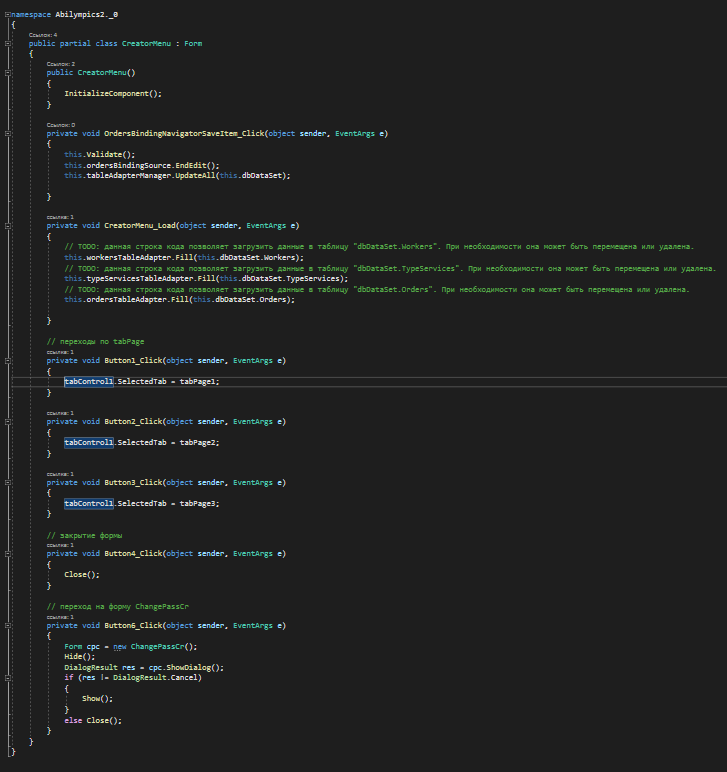 namespace Abilympics2._0
{
Ссылок: 4
public partial class CreatorMenu : Form
{
Ссылок: 2
public CreatorMenu()
{
InitializeComponent();
}
Ссылок: 0
private void OrdersBindingNavigatorSaveItem_Click(object sender, EventArgs e)
{
this.Validate();
this.ordersBindingSource.EndEdit();
this.tableAdapterManager.UpdateAll(this.dbDataSet);
}
ссылка: 1
private void CreatorMenu_Load(object sender, EventArgs e)
{
// TODO: данная строка кода позволяет загрузить данные в таблицу "dbDataSet.Workers". При необходимости она может быть перемещена или удалена.
this.workersTableAdapter.Fill(this.dbDataSet.Workers);
// TODO: данная строка кода позволяет загрузить данные в таблицу "dbDataSet.TypeServices". При необходимости она может быть перемещена или удалена.
this.typeServicesTableAdapter.Fill(this.dbDataSet.TypeServices);
// TODO: данная строка кода позволяет загрузить данные в таблицу "dbDataSet.Orders". При необходимости она может быть перемещена или удалена.
this.ordersTableAdapter.Fill(this.dbDataSet.Orders);
}
// переходы по tabPage
ссылка: 1
private void Button1_Click(object sender, EventArgs e)
{
tabControl1.SelectedTab = tabPage1;
}
ссылка: 1
private void Button2_Click(object sender, EventArgs e)
{
tabControl1.SelectedTab = tabPage2;
}
ссылка: 1
private void Button3_Click(object sender, EventArgs e)
{
tabControl1.SelectedTab = tabPage3;
}
// закрытие формы
ссылка: 1
private void Button4_Click(object sender, EventArgs e)
{
Close();
}
// переход на форму ChangePassCr
ссылка: 1
private void Button6_Click(object sender, EventArgs e)
{
Form cpc = new ChangePassCr();
Hide();
DialogResult res = cpc.ShowDialog();
if (res != DialogResult.Cancel)
{
Show();
}
else Close();
}
}
}